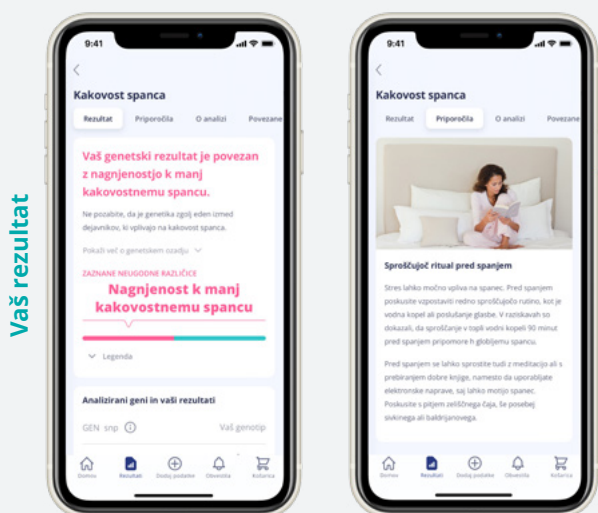 Vaš rezultat
9:41
Kakovost spanca
Rezultat Priporočila O analizi Povezane
Vaš genetski rezultat je povezan
z nagnjenostjo k manj
kakovostnemu spancu.
Ne pozabite, da je genetika zgolj eden izmed
dejavnikov, ki vplivajo na kakovost spanca.
Pokaži več o genetskem ozadju
ZAZNANE NEUGODNE RAZLIČICE
Nagnjenost k manj
kakovostnemu spancu
Legenda
Analizirani geni in vaši rezultati
GEN snp Vaš genotip
Domov Rezultati Dodaj podatke Obvestila Košarica
9:41
Kakovost spanca
Rezultat Priporočila O analizi Povezane
Sproščujoč ritual pred spanjem
Stres lahko močno vpliva na spanec. Pred spanjem
poskusite vzpostaviti redno sproščujočo rutino, kot je
vodna kopel ali poslušanje glasbe. V raziskavah so
dokazali, da sproščanje v topli vodni kopeli 90 minut
pred spanjem pripomore h globljemu spancu.
Pred spanjem se lahko sprostite tudi z meditacijo ali s
prebiranjem dobre knjige, namesto da uporabljate
elektronske naprave, saj lahko motijo spanec.
Poskusite s pitjem zeliščnega čaja, še posebej
sivkinega ali baldrijanovega.
Domov Rezultati Dodaj podatke Obvestila Košarica